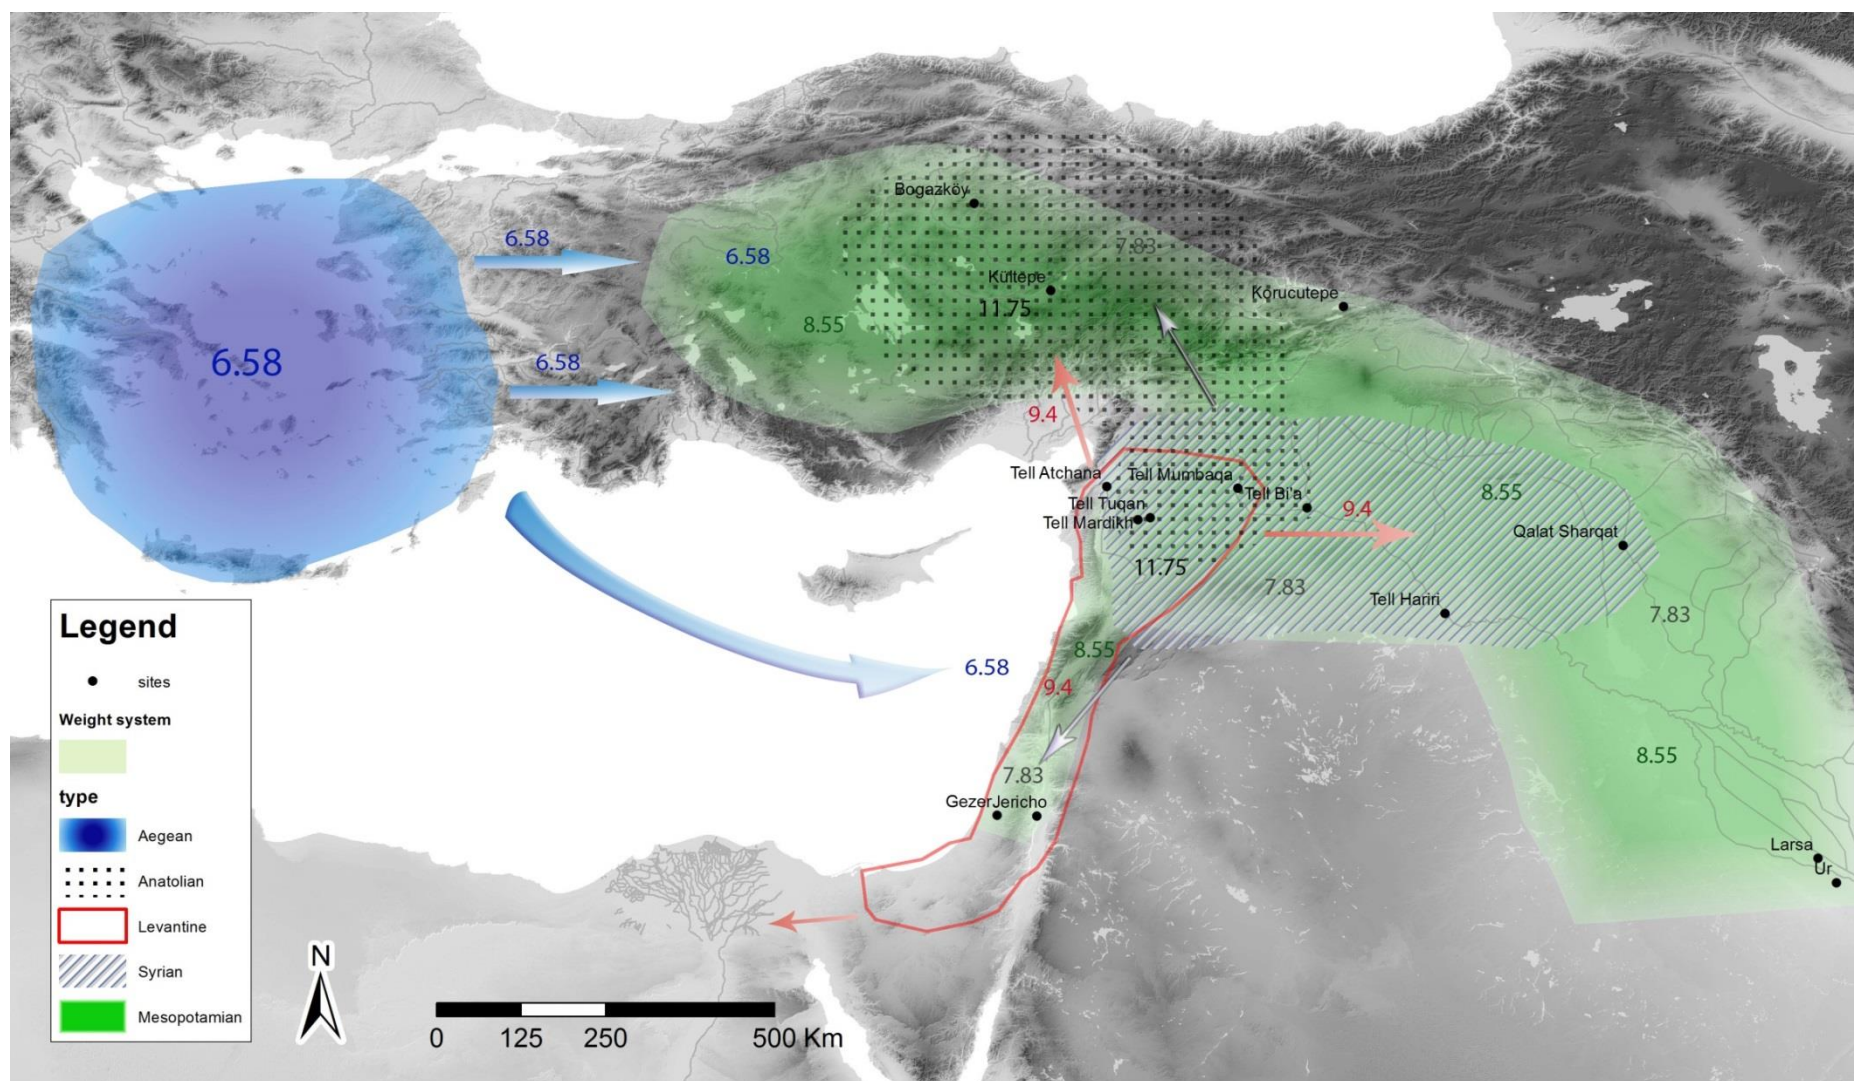 Bogazköy
6.58
6.58
7.83
Kültepe
11.75
Korucutepe
8.55
6.58
6.58
9.4
Tell Atchana
Tell Mumbaqa
Tell Bi'a
8.55
Tell Tuqan
9.4
Tell Mardikh
Qalat Sharqat
11.75
7.83
Tell Hariri
7.83
8.55
6.58
9.4
8.55
7.83
Gezer
Jericho
Larsa
Ur
Legend
sites
Weight system
type
Aegean
Anatolian
Levantine
Syrian
Mesopotamian
N
0 125 250 500 Km